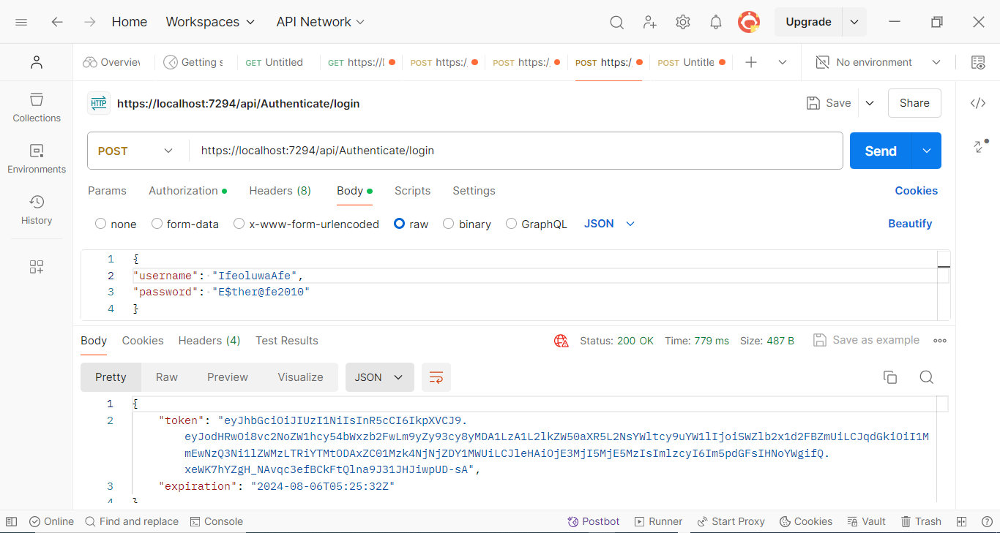 Home Workspaces API Network Upgrade
Overview Getting s GET Untitled GET https://l POST https:/ POST https:/ POST https:/ POST Untitle No environment
HTTP https://localhost:7294/api/Authenticate/login Save Share
Collections
POST https://localhost:7294/api/Authenticate/login Send
Environments
Params Authorization Headers (8) Body Scripts Settings Cookies
History
none form-data x-www-form-urlencoded raw binary GraphQL JSON Beautify
1 {
2 "username": "IfeoluwaAfe",
3 "password": "E$ther@fe2010"
4 }
Body Cookies Headers (4) Test Results Status: 200 OK Time: 779 ms Size: 487 B Save as example
Pretty Raw Preview Visualize JSON
1 {
2 "token": "eyJhbGciOiJIUzI1NiIsInR5cCI6IkpXVCJ9.
eyJodHRwOi8vc2NoZW1hcy54bWxzb2FwLm9yZy93cy8yMDA1LzA1L2lkZW50aXR5L2NsYWltcy9uYW1lIjoiSWZlb2x1d2FBZmUiLCJqdGkiOiI1M
mEwNzQ3Ni1lZWMzLTRiYTMtODAxZC01Mzk4NjNjZDY1MWUiLCJleHAiOjE3MjI5MjE5MzIsImlzcyI6Im5pdGFsIHNoYWgifQ.
xeWK7hYZgH_NAvqc3efBCkFtQlna9J31JHJiwpUD-sA",
3 "expiration": "2024-08-06T05:25:32Z"
4 }
Online Find and replace Console Postbot Runner Start Proxy Cookies Vault Trash